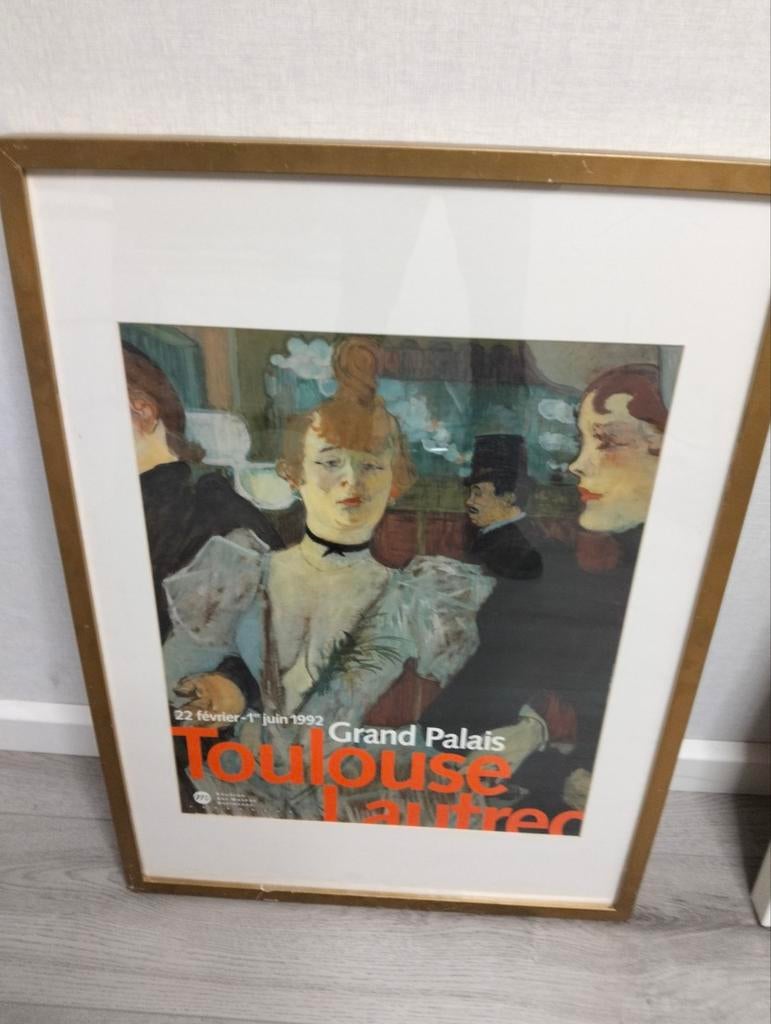 22 février-1er juin 1992
Grand Palais
Toulouse
Lautrec